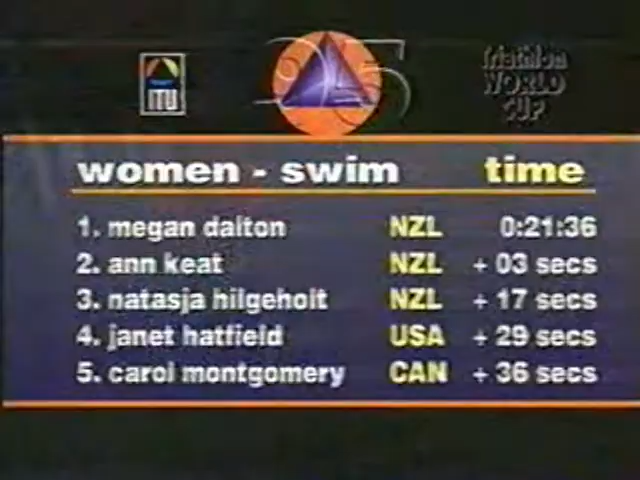 ITU
95
triathlon
WORLD
CUP
women - swim time
1. megan dalton NZL 0:21:36
2. ann keat NZL + 03 secs
3. natasja hilgeholt NZL + 17 secs
4. janet hatfield USA + 29 secs
5. carol montgomery CAN + 36 secs